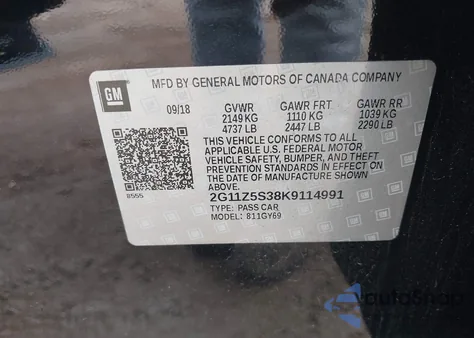 MFD BY GENERAL MOTORS OF CANADA COMPANY
GM
09/18 GVWR GAWR FRT GAWR RR
2149 KG 1110 KG 1039 KG
4737 LB 2447 LB 2290 LB
THIS VEHICLE CONFORMS TO ALL
APPLICABLE U.S. FEDERAL MOTOR
VEHICLE SAFETY, BUMPER, AND THEFT
PREVENTION STANDARDS IN EFFECT ON
THE DATE OF MANUFACTURE SHOWN
ABOVE.
2G11Z5S38K9114991
8555
TYPE: PASS CAR
MODEL: 811GY69
AutoShop